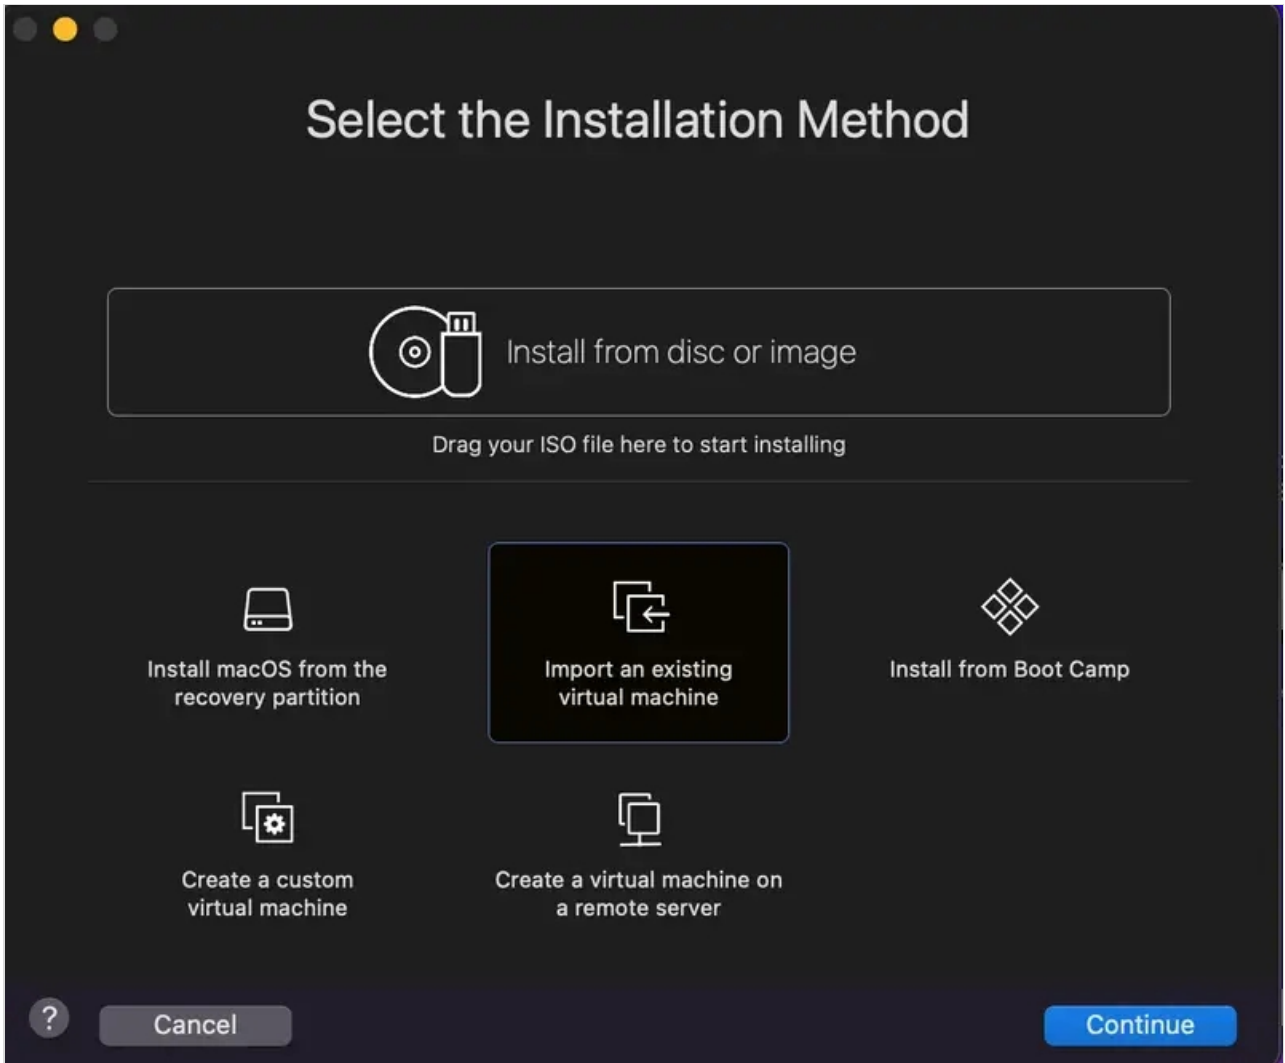 Select the Installation Method
Install from disc or image
Drag your ISO file here to start installing
Install macOS from the
recovery partition
Import an existing
virtual machine
Install from Boot Camp
Create a custom
virtual machine
Create a virtual machine on
a remote server
?
Cancel
Continue